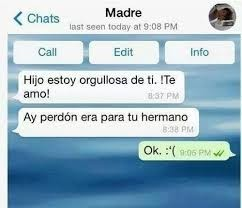 Chats
Madre
last seen today at 9:08 PM
Call
Edit
Info
Hijo estoy orgullosa de ti. !Te
amo!
8:37 PM
Ay perdón era para tu hermano
8:38 PM
Ok. :'( 9:05 PM